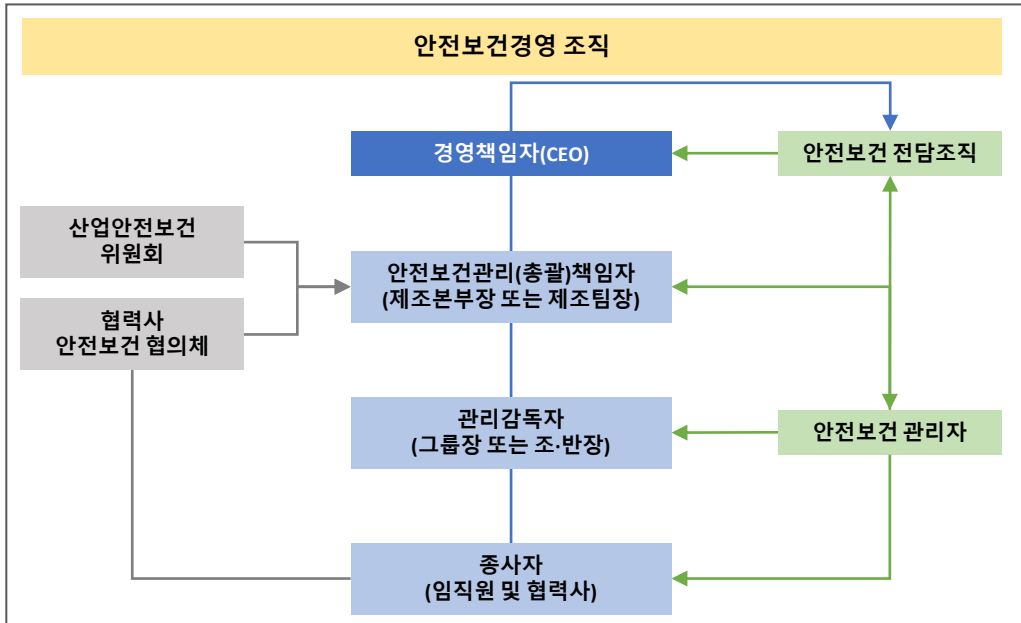 안전보건경영 조직
경영책임자(CEO)
안전보건 전담조직
산업안전보건
위원회
안전보건관리(총괄)책임자
(제조본부장 또는 제조팀장)
협력사
안전보건 협의체
관리감독자
(그룹장 또는 조·반장)
안전보건 관리자
종사자
(임직원 및 협력사)